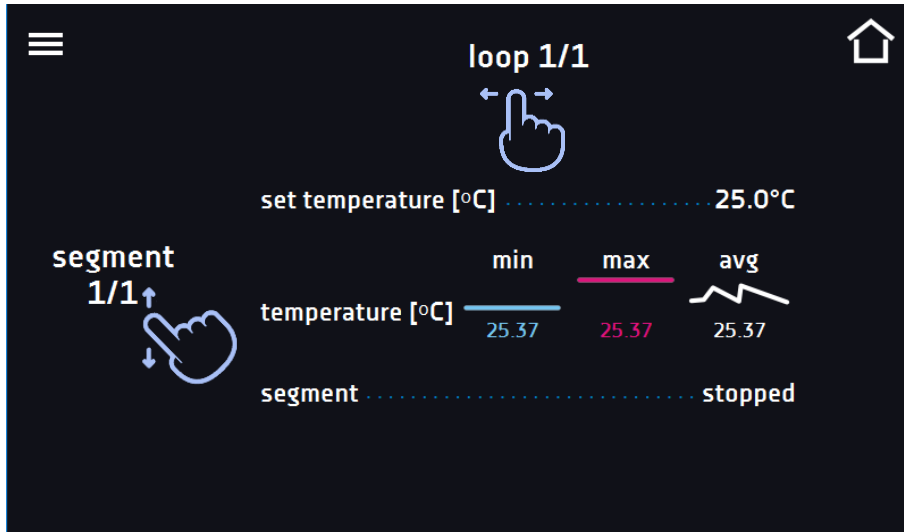 loop 1/1
set temperature [°C] ........................ 25.0°C
segment
1/1
min max avg
temperature [°C]
25.37 25.37 25.37
segment .................................... stopped